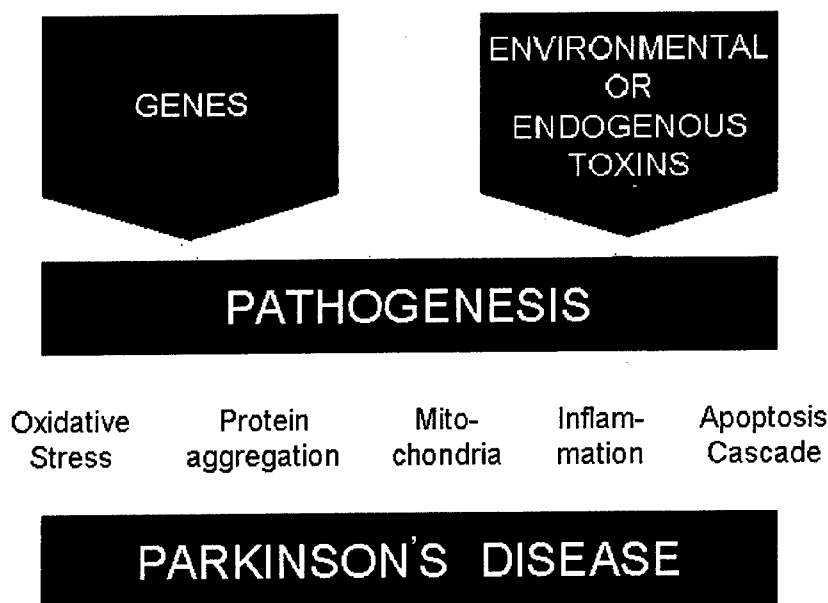 GENES
ENVIRONMENTAL
OR
ENDOGENOUS
TOXINS
PATHOGENESIS
Oxidative
Stress
Protein
aggregation
Mito-
chondria
Inflam-
mation
Apoptosis
Cascade
PARKINSON'S DISEASE